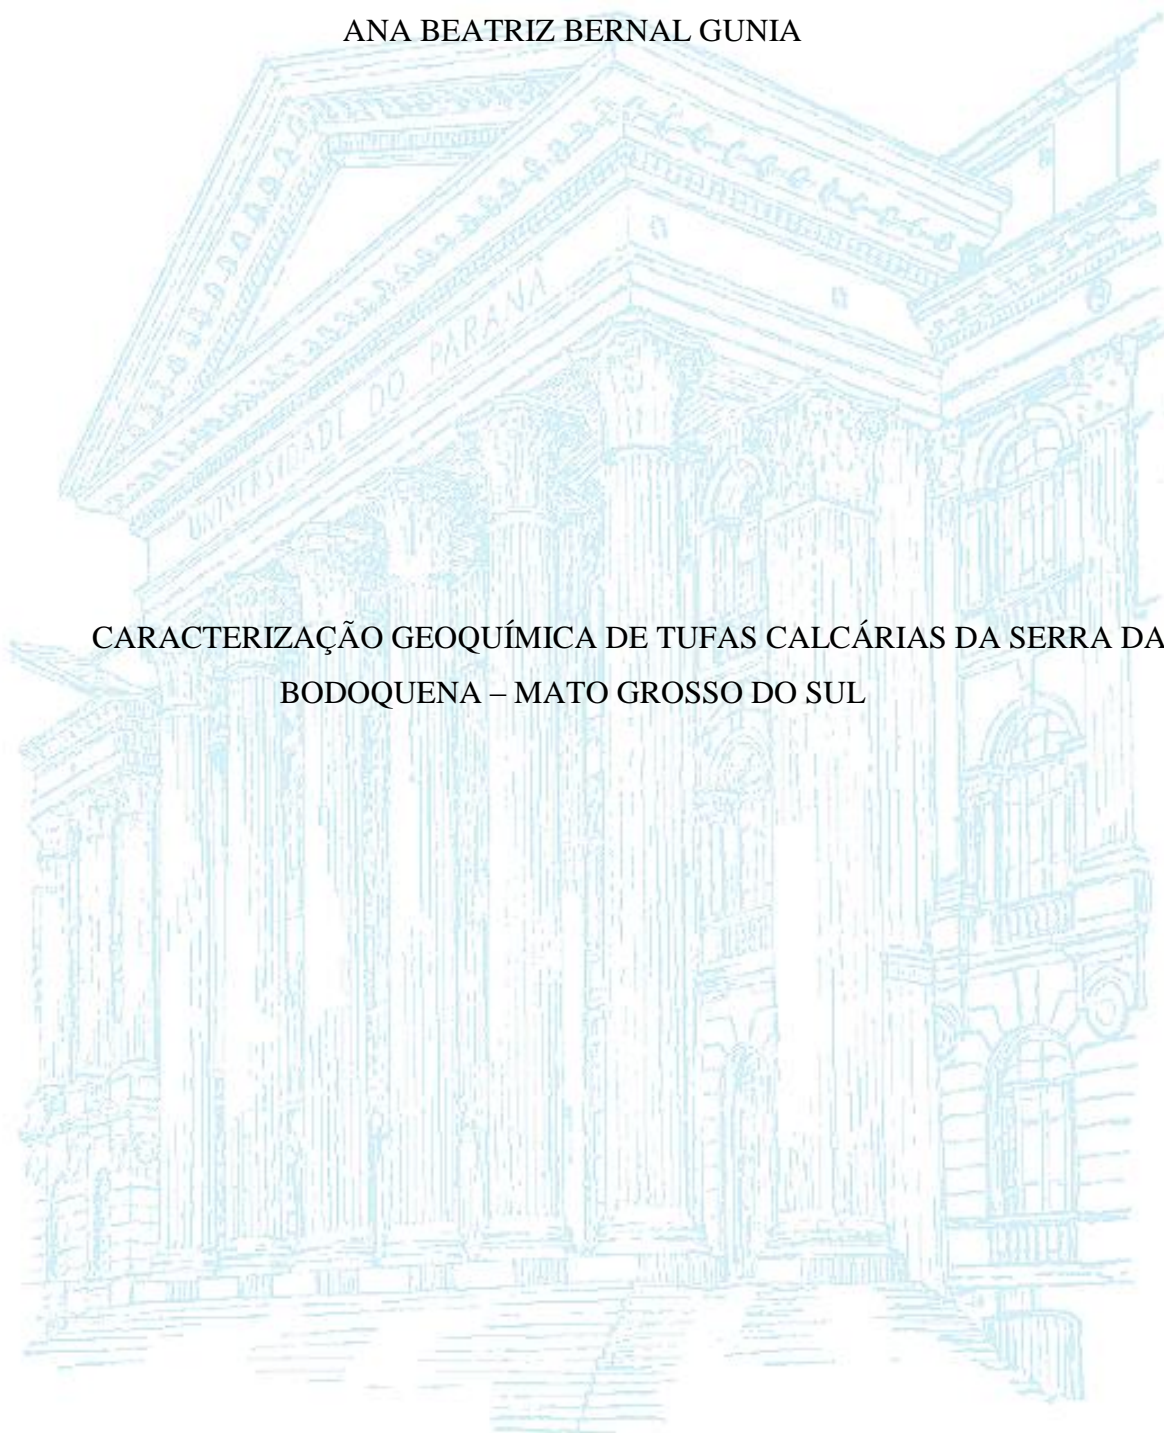 ANA BEATRIZ BERNAL GUNIA
UNIVERSIDADE DO PARANÁ
CARACTERIZAÇÃO GEOQUÍMICA DE TUFAS CALCÁRIAS DA SERRA DA
BODOQUENA – MATO GROSSO DO SUL